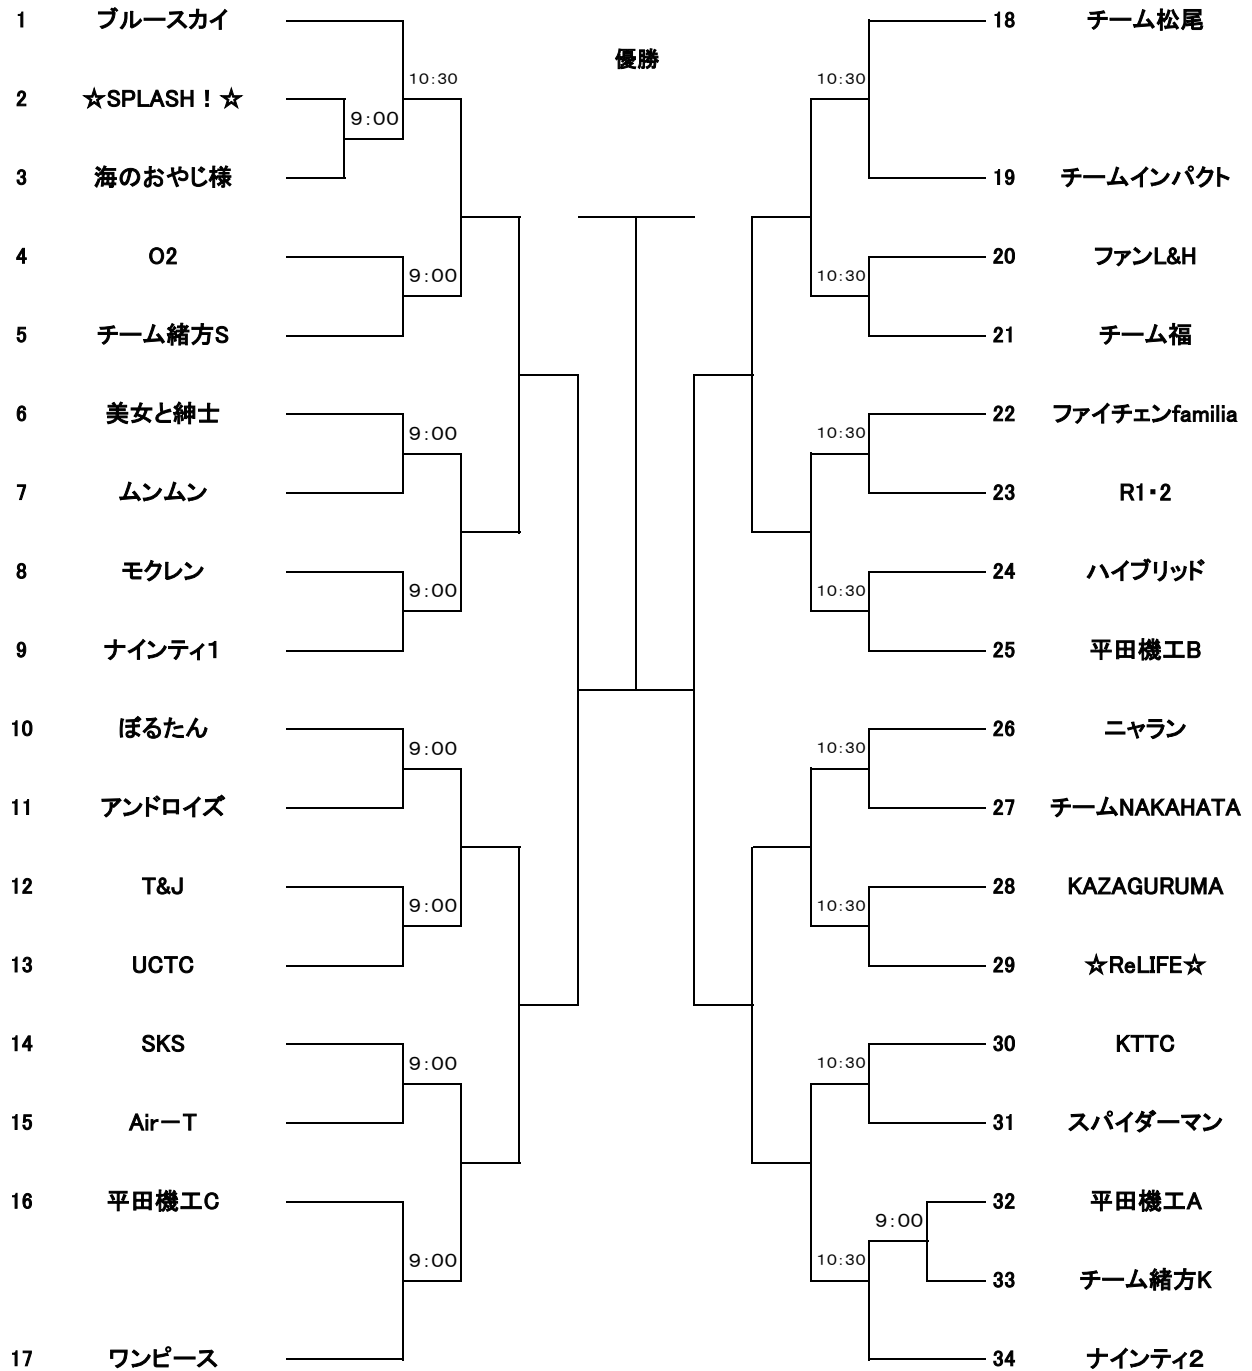 優勝
1 ブルースカイ
10:30
2 ☆SPLASH！☆
9:00
3 海のおやじ様
4 O2
9:00
5 チーム緒方S
6 美女と紳士
9:00
7 ムンムン
8 モクレン
9:00
9 ナインティ1
10 ぼるたん
9:00
11 アンドロイズ
12 T&J
9:00
13 UCTC
14 SKS
9:00
15 Air－T
16 平田機工C
9:00
17 ワンピース
18 チーム松尾
10:30
19 チームインパクト
20 ファンL&H
10:30
21 チーム福
22 ファイチェンfamilia
10:30
23 R1・2
24 ハイブリッド
10:30
25 平田機工B
26 ニャラン
10:30
27 チームNAKAHATA
28 KAZAGURUMA
10:30
29 ☆ReLIFE☆
30 KTTC
10:30
31 スパイダーマン
32 平田機工A
9:00
33 チーム緒方K
10:30
34 ナインティ2